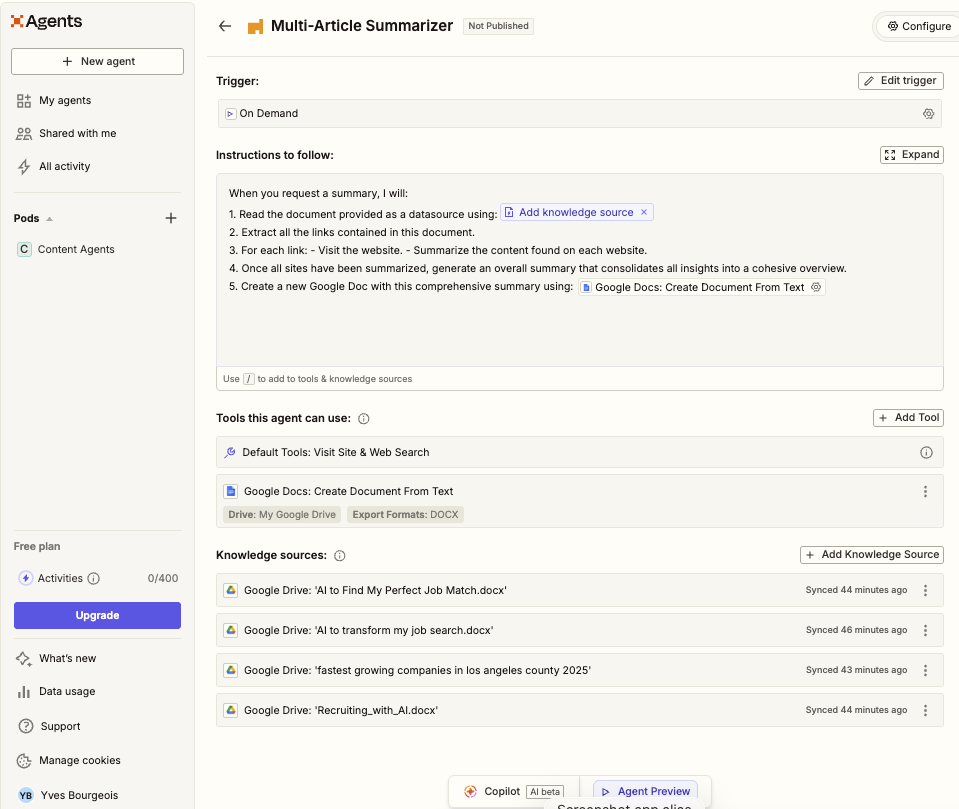 Agents
New agent
My agents
Shared with me
All activity
Pods
C Content Agents
Free plan
Activities 0/400
Upgrade
What's new
Data usage
Support
Manage cookies
YB Yves Bourgeois
Multi-Article Summarizer Not Published
Configure
Trigger:
Edit trigger
On Demand
Instructions to follow:
Expand
When you request a summary, I will:
1. Read the document provided as a datasource using: Add knowledge source ×
2. Extract all the links contained in this document.
3. For each link: - Visit the website. - Summarize the content found on each website.
4. Once all sites have been summarized, generate an overall summary that consolidates all insights into a cohesive overview.
5. Create a new Google Doc with this comprehensive summary using: Google Docs: Create Document From Text
Use / to add to tools & knowledge sources
Tools this agent can use:
+ Add Tool
Default Tools: Visit Site & Web Search
Google Docs: Create Document From Text
Drive: My Google Drive Export Formats: DOCX
Knowledge sources:
+ Add Knowledge Source
Google Drive: 'AI to Find My Perfect Job Match.docx' Synced 44 minutes ago
Google Drive: 'AI to transform my job search.docx' Synced 46 minutes ago
Google Drive: 'fastest growing companies in los angeles county 2025' Synced 43 minutes ago
Google Drive: 'Recruiting_with_AI.docx' Synced 44 minutes ago
Copilot AI beta
Agent Preview
Screenshot app alias